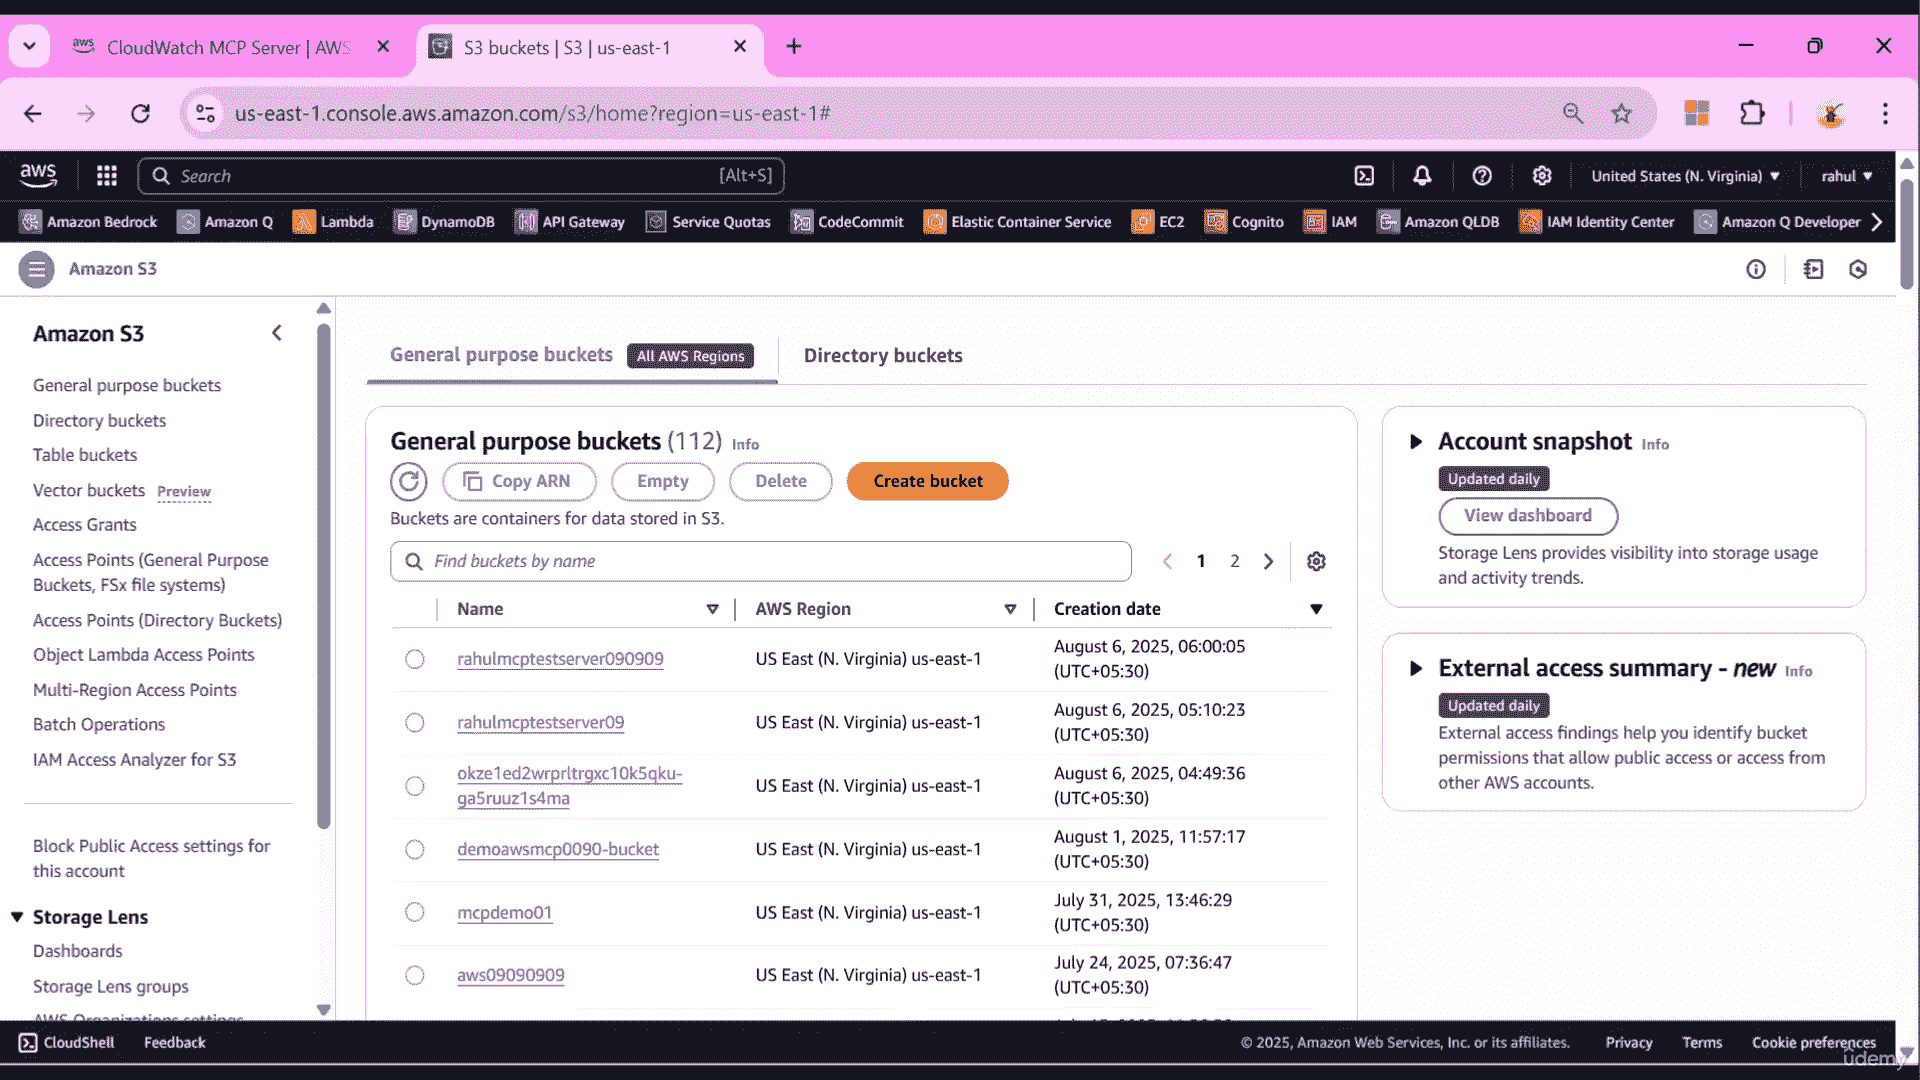 aws CloudWatch MCP Server | AWS
S3 buckets | S3 | us-east-1
us-east-1.console.aws.amazon.com/s3/home?region=us-east-1#
aws Search [Alt+S] United States (N. Virginia) rahul
Amazon Bedrock Amazon Q Lambda DynamoDB API Gateway Service Quotas CodeCommit Elastic Container Service EC2 Cognito IAM Amazon QLDB IAM Identity Center Amazon Q Developer
Amazon S3
Amazon S3
General purpose buckets
Directory buckets
Table buckets
Vector buckets Preview
Access Grants
Access Points (General Purpose
Buckets, FSx file systems)
Access Points (Directory Buckets)
Object Lambda Access Points
Multi-Region Access Points
Batch Operations
IAM Access Analyzer for S3
Block Public Access settings for
this account
Storage Lens
Dashboards
Storage Lens groups
AWS Organizations settings
General purpose buckets All AWS Regions Directory buckets
General purpose buckets (112) Info
Copy ARN Empty Delete Create bucket
Buckets are containers for data stored in S3.
Find buckets by name 1 2
Name AWS Region Creation date
rahulmcptestserver090909 US East (N. Virginia) us-east-1 August 6, 2025, 06:00:05
(UTC+05:30)
rahulmcptestserver09 US East (N. Virginia) us-east-1 August 6, 2025, 05:10:23
(UTC+05:30)
okze1ed2wrprltrgxc10k5qku-
ga5ruuz1s4ma US East (N. Virginia) us-east-1 August 6, 2025, 04:49:36
(UTC+05:30)
demoawsmcp0090-bucket US East (N. Virginia) us-east-1 August 1, 2025, 11:57:17
(UTC+05:30)
mcpdemo01 US East (N. Virginia) us-east-1 July 31, 2025, 13:46:29
(UTC+05:30)
aws09090909 US East (N. Virginia) us-east-1 July 24, 2025, 07:36:47
(UTC+05:30)
Account snapshot Info
Updated daily
View dashboard
Storage Lens provides visibility into storage usage
and activity trends.
External access summary - new Info
Updated daily
External access findings help you identify bucket
permissions that allow public access or access from
other AWS accounts.
CloudShell Feedback © 2025, Amazon Web Services, Inc. or its affiliates. Privacy Terms Cookie preferences
udemy